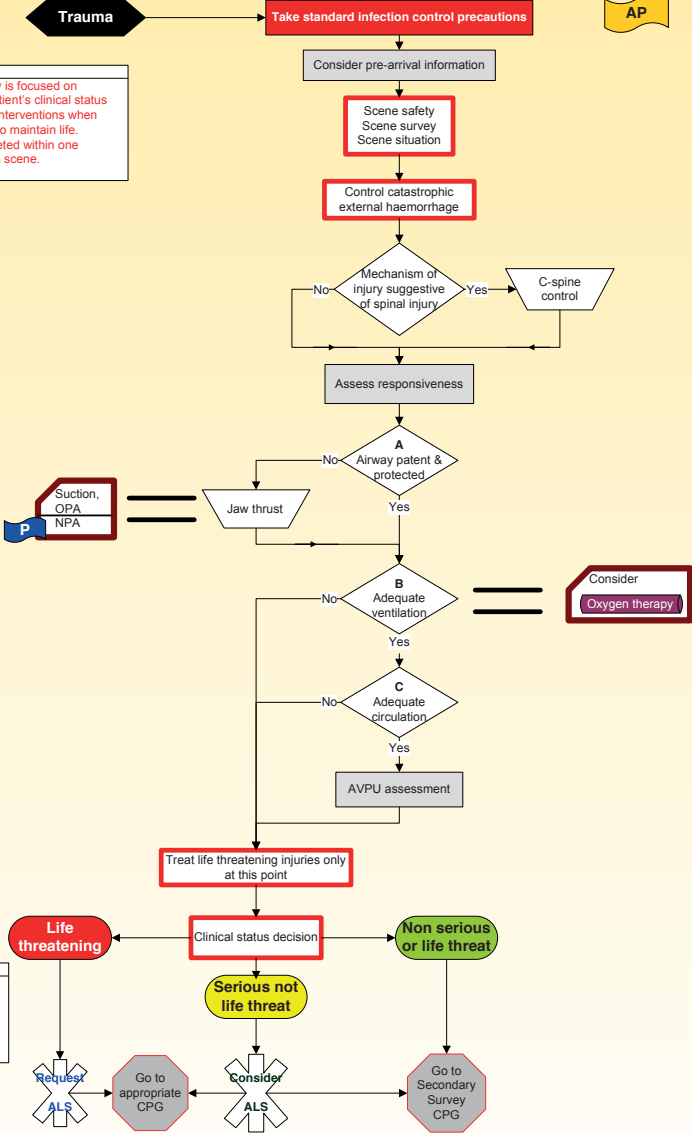 Trauma
Take standard infection control precautions
AP
Consider pre-arrival information
y is focused on
tient's clinical status
nterventions when
o maintain life.
eted within one
scene.
Scene safety
Scene survey
Scene situation
Control catastrophic
external haemorrhage
Mechanism of
injury suggestive
of spinal injury
No
Yes
C-spine
control
Assess responsiveness
A
Airway patent &
protected
No
Yes
Suction,
OPA
NPA
P
Jaw thrust
B
Adequate
ventilation
No
Yes
Consider
Oxygen therapy
C
Adequate
circulation
No
Yes
AVPU assessment
Treat life threatening injuries only
at this point
Life
threatening
Clinical status decision
Non serious
or life threat
Serious not
life threat
Request
ALS
Go to
appropriate
CPG
Consider
ALS
Go to
Secondary
Survey
CPG